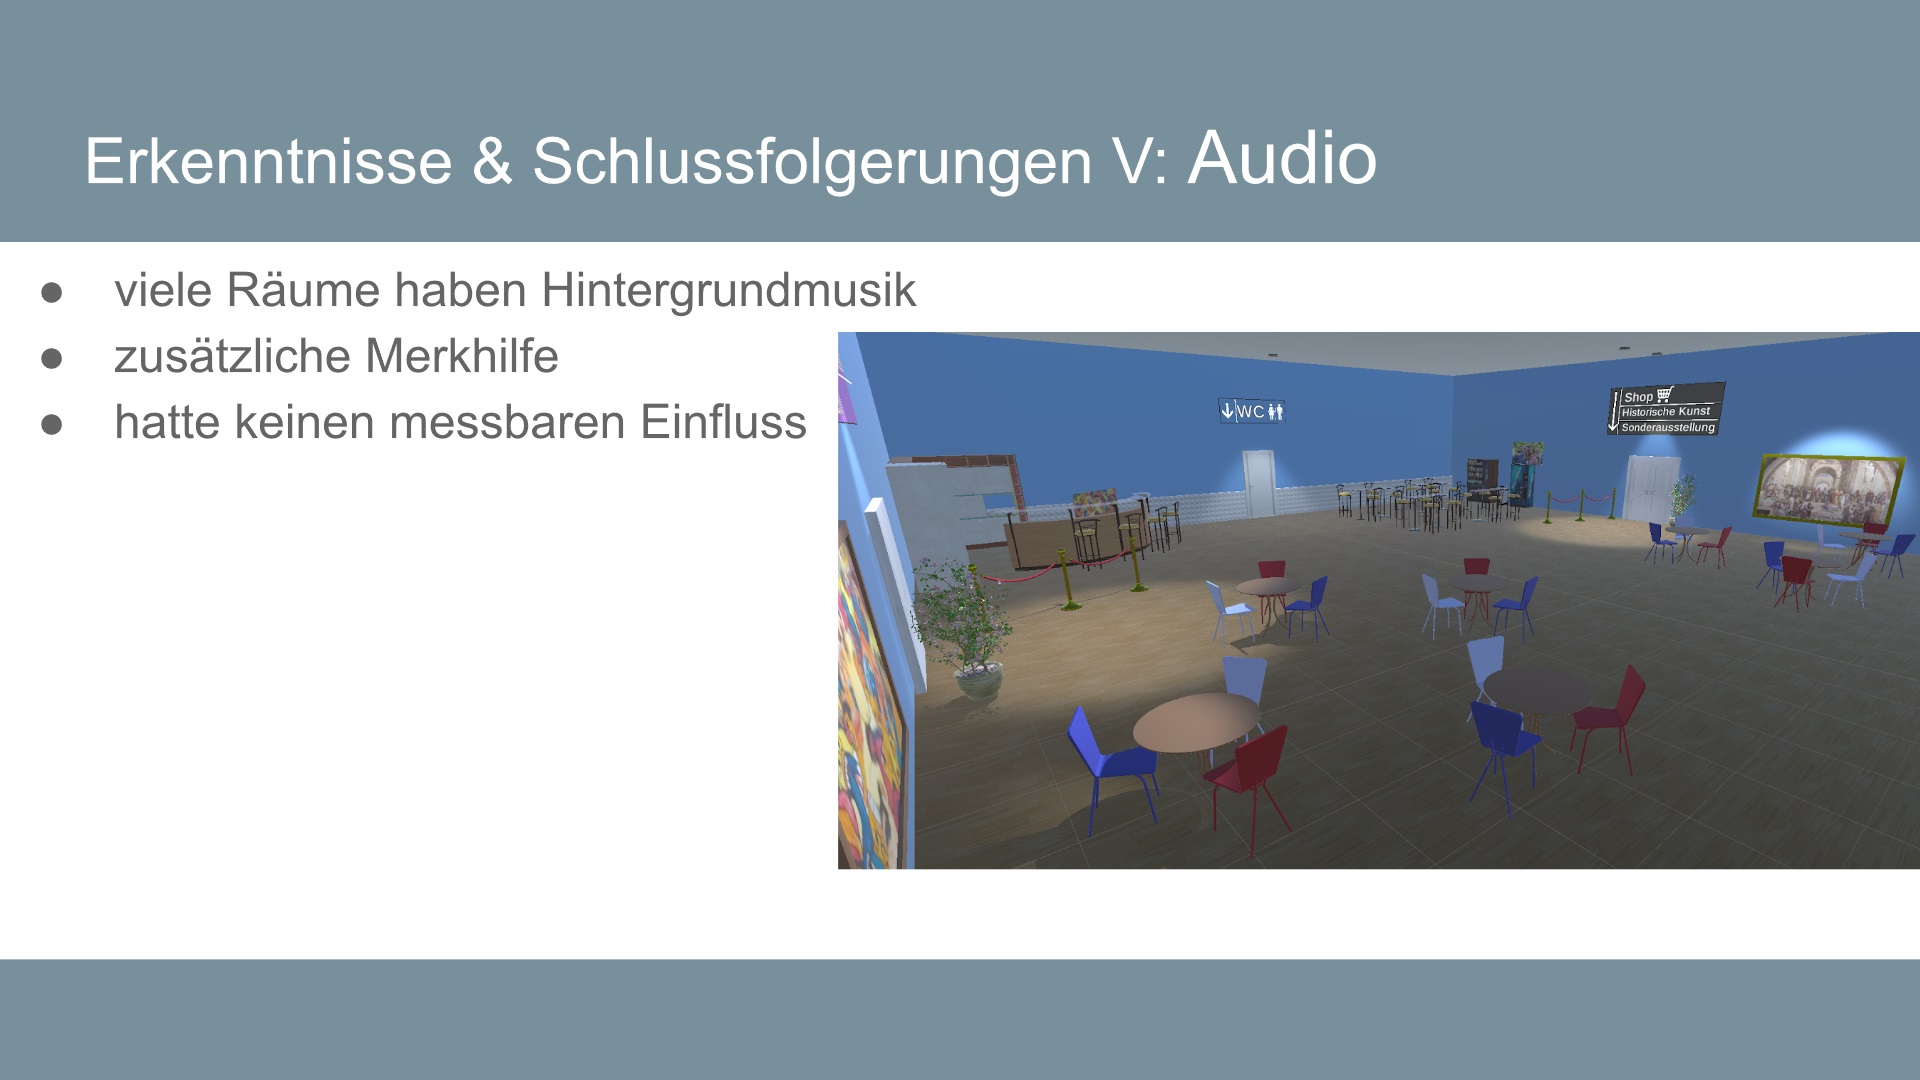 Erkenntnisse & Schlussfolgerungen V: Audio
● viele Räume haben Hintergrundmusik
● zusätzliche Merkhilfe
● hatte keinen messbaren Einfluss
WC
Shop
Historische Kunst
Sonderausstellung